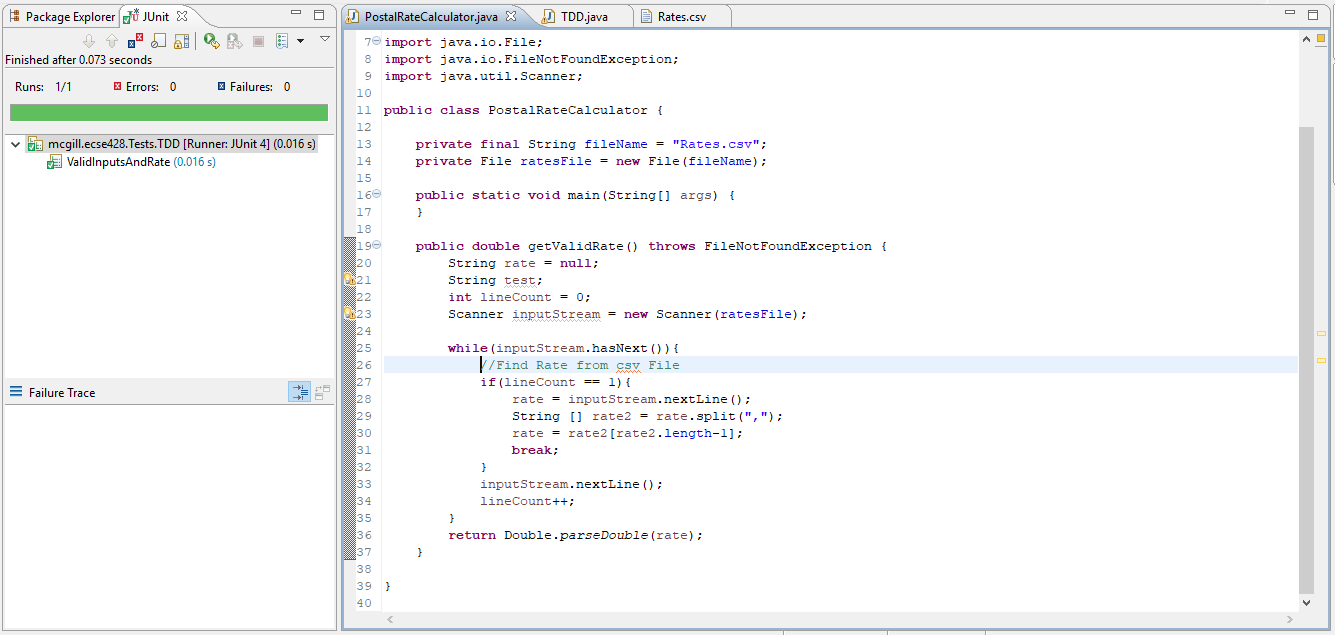 Package Explorer JUnit
Finished after 0.073 seconds
Runs: 1/1 Errors: 0 Failures: 0
mcgill.ecse428.Tests.TDD [Runner: JUnit 4] (0.016 s)
ValidInputsAndRate (0.016 s)
Failure Trace
PostalRateCalculator.java TDD.java Rates.csv
7 import java.io.File;
8 import java.io.FileNotFoundException;
9 import java.util.Scanner;
10
11 public class PostalRateCalculator {
12
13 private final String fileName = "Rates.csv";
14 private File ratesFile = new File(fileName);
15
16 public static void main(String[] args) {
17 }
18
19 public double getValidRate() throws FileNotFoundException {
20 String rate = null;
21 String test;
22 int lineCount = 0;
23 Scanner inputStream = new Scanner(ratesFile);
24
25 while(inputStream.hasNext()){
26 //Find Rate from csv File
27 if(lineCount == 1){
28 rate = inputStream.nextLine();
29 String [] rate2 = rate.split(",");
30 rate = rate2[rate2.length-1];
31 break;
32 }
33 inputStream.nextLine();
34 lineCount++;
35 }
36 return Double.parseDouble(rate);
37 }
38
39 }
40